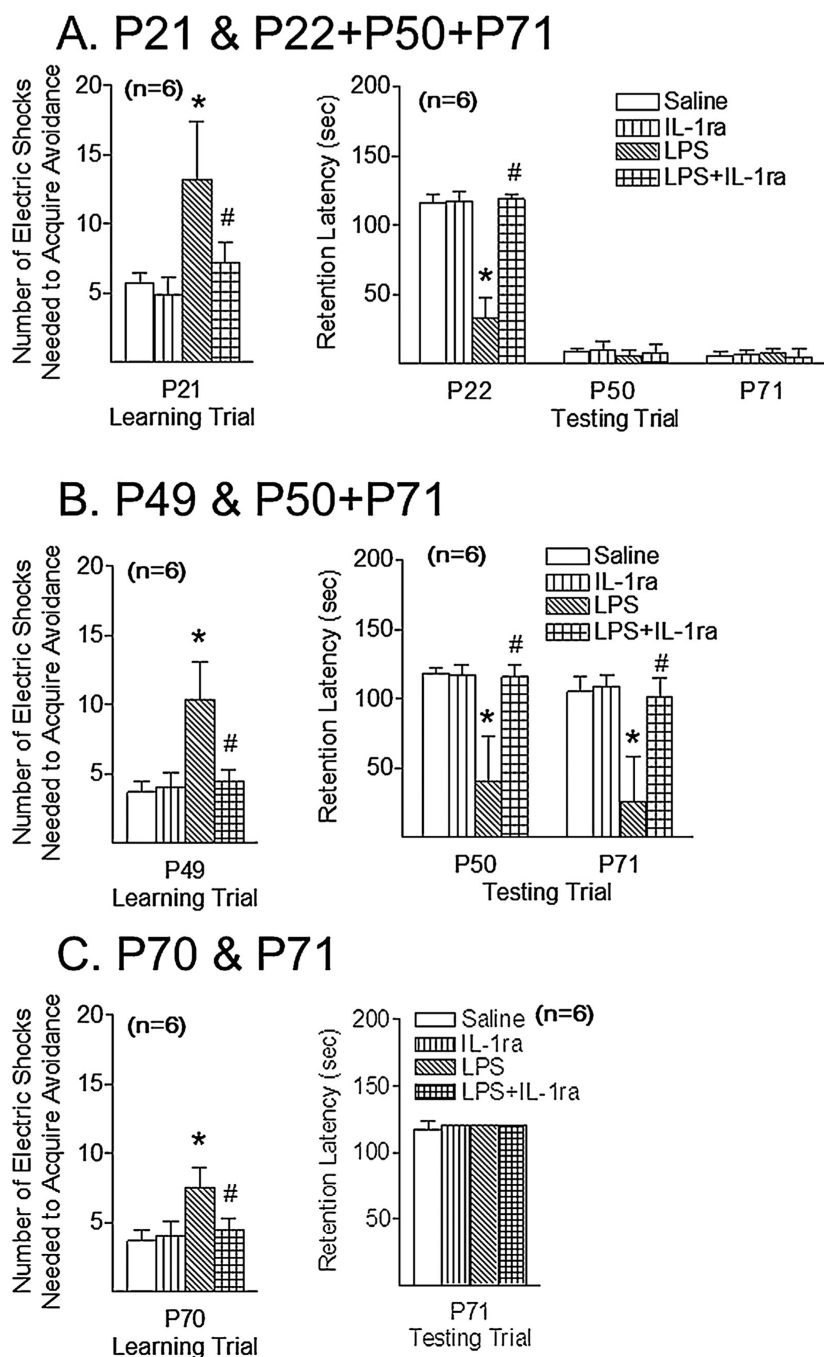 A. P21 & P22+P50+P71
Number of Electric Shocks
Needed to Acquire Avoidance
20
15
10
5
(n=6)
*
#
P21
Learning Trial
Retention Latency (sec)
200
150
100
50
(n=6)
Saline
IL-1ra
LPS
LPS+IL-1ra
#
*
P22
P50
P71
Testing Trial
B. P49 & P50+P71
Number of Electric Shocks
Needed to Acquire Avoidance
20
15
10
5
(n=6)
*
#
P49
Learning Trial
Retention Latency (sec)
200
150
100
50
(n=6)
Saline
IL-1ra
LPS
LPS+IL-1ra
#
*
#
*
P50
P71
Testing Trial
C. P70 & P71
Number of Electric Shocks
Needed to Acquire Avoidance
20
15
10
5
(n=6)
*
#
P70
Learning Trial
Retention Latency (sec)
200
150
100
50
Saline
(n=6)
IL-1ra
LPS
LPS+IL-1ra
P71
Testing Trial